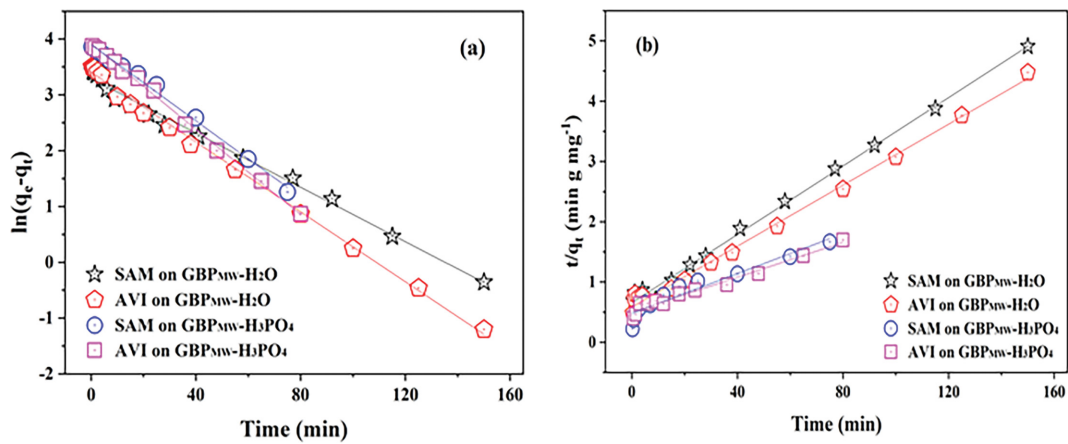 (a)
ln(qe-qt)
4
3
2
1
0
-1
-2
SAM on GBPMW-H2O
AVI on GBPMW-H2O
SAM on GBPMW-H3PO4
AVI on GBPMW-H3PO4
0 40 80 120 160
Time (min)
(b)
t/qt (min g mg-1)
5
4
3
2
1
0
SAM on GBPMW-H2O
AVI on GBPMW-H2O
SAM on GBPMW-H3PO4
AVI on GBPMW-H3PO4
0 40 80 120 160
Time (min)